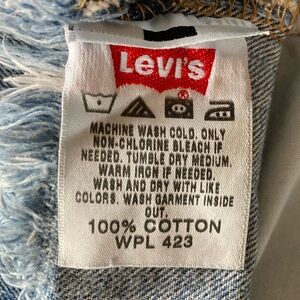 Levi's
MACHINE WASH COLD. ONLY
NON-CHLORINE BLEACH IF
NEEDED. TUMBLE DRY MEDIUM.
WARM IRON IF NEEDED.
WASH AND DRY WITH LIKE
COLORS. WASH GARMENT INSIDE
OUT.
100% COTTON
WPL 423